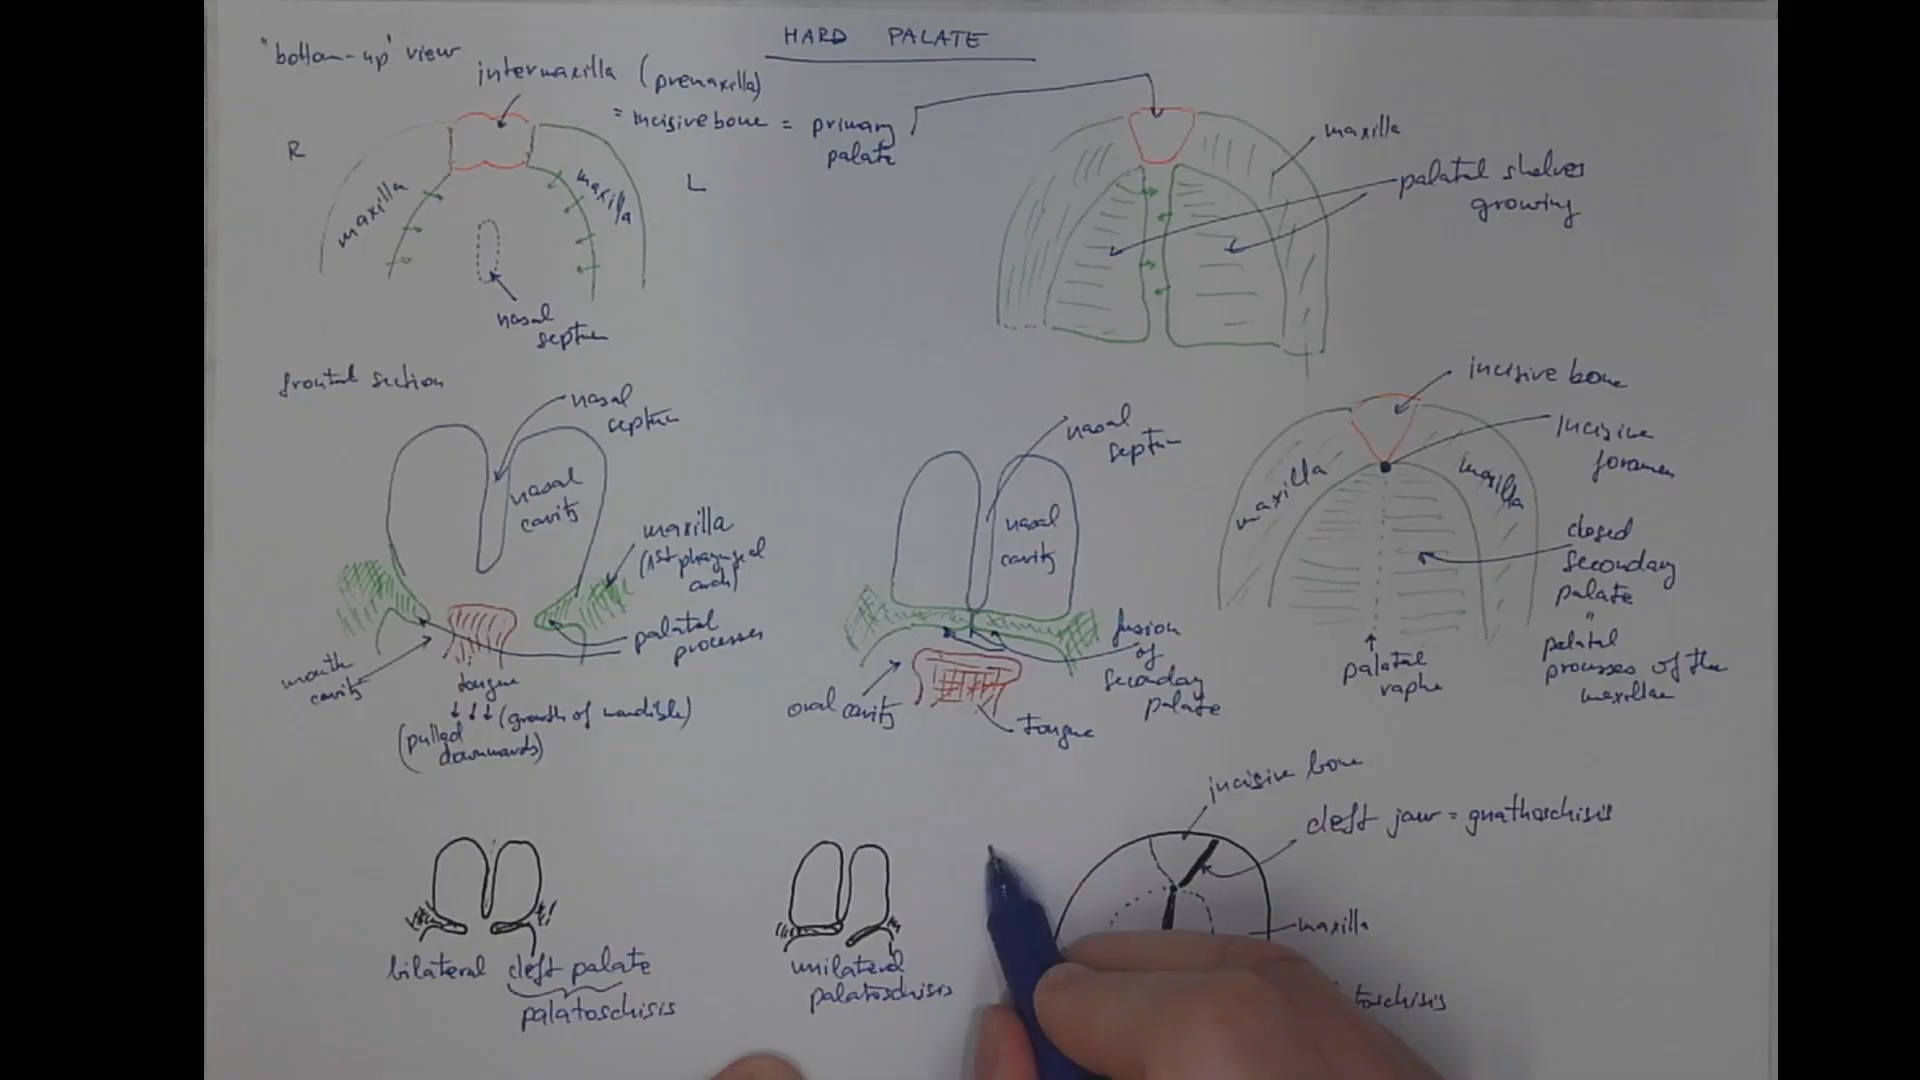 HARD PALATE
"bottom-up" view
intermaxilla (premaxilla)
= incisive bone = primary
palate
R
L
maxilla
maxilla
nasal
septum
maxilla
palatal shelves
growing
frontal section
nasal
septum
nasal
cavity
maxilla
(1st pharyngeal
arch)
palatal
processes
mouth
cavity
tongue
(growth of mandible)
(pulled
downwards)
nasal
septum
nasal
cavity
fusion
of
secondary
palate
oral cavity
tongue
incisive bone
incisive
foramen
maxilla
maxilla
closed
secondary
palate
=
palatal
processes of the
maxillae
palatal
raphe
bilateral cleft palate
palatoschisis
unilateral
palatoschisis
incisive bone
cleft jaw = gnathoschisis
maxilla
toschisis